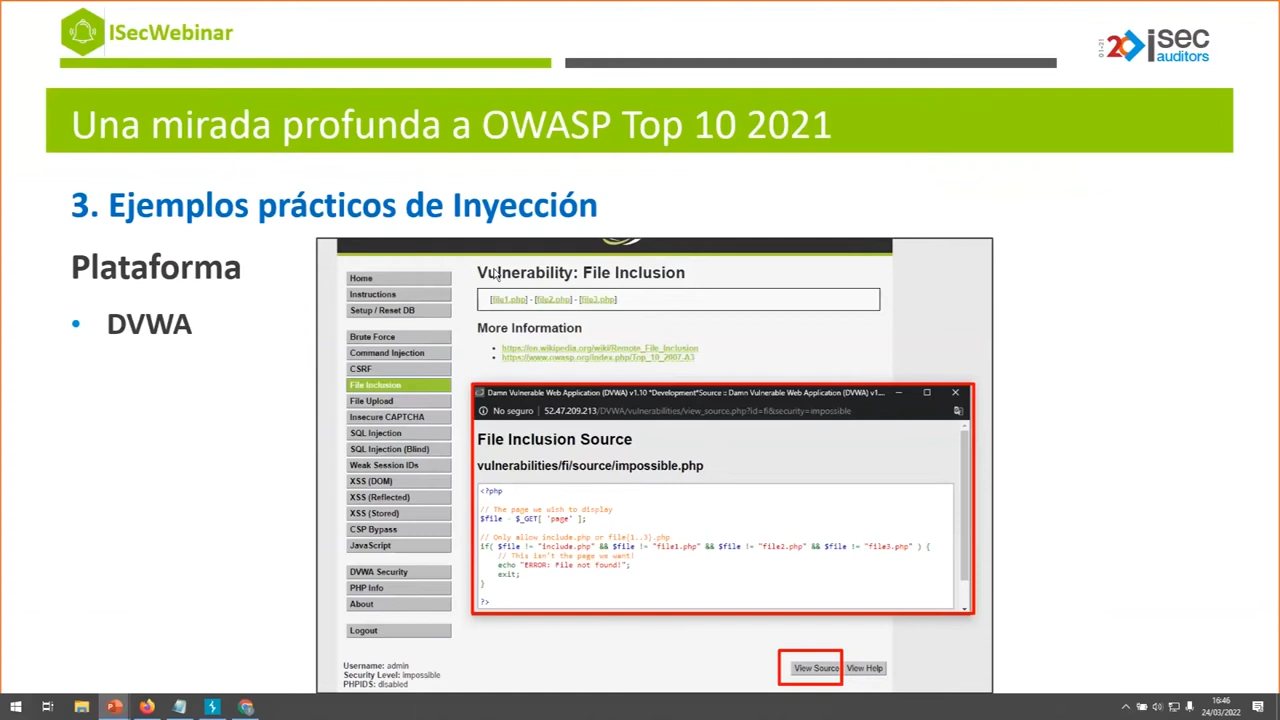 ISecWebinar
01-21
20
isec
auditors
Una mirada profunda a OWASP Top 10 2021
3. Ejemplos prácticos de Inyección
Plataforma
• DVWA
Home
Instructions
Setup / Reset DB
Brute Force
Command Injection
CSRF
File Inclusion
File Upload
Insecure CAPTCHA
SQL Injection
SQL Injection (Blind)
Weak Session IDs
XSS (DOM)
XSS (Reflected)
XSS (Stored)
CSP Bypass
JavaScript
DVWA Security
PHP Info
About
Logout
Username: admin
Security Level: impossible
PHPIDS: disabled
Vulnerability: File Inclusion
[file1.php] - [file2.php] - [file3.php]
More Information
• https://en.wikipedia.org/wiki/Remote_File_Inclusion
• https://www.owasp.org/index.php/Top_10_2007-A3
Damn Vulnerable Web Application (DVWA) v1.10 *Development*Source :: Damn Vulnerable Web Application (DVWA) v1...
No seguro | 52.47.209.213/DVWA/vulnerabilities/view_source.php?id=fi&security=impossible
File Inclusion Source
vulnerabilities/fi/source/impossible.php
<?php
// The page we wish to display
$file = $_GET[ 'page' ];
// Only allow include.php or file{1..3}.php
if( $file != "include.php" && $file != "file1.php" && $file != "file2.php" && $file != "file3.php" ) {
// This isn't the page we want!
echo "ERROR: File not found!";
exit;
}
?>
View Source
View Help
16:46
24/03/2022